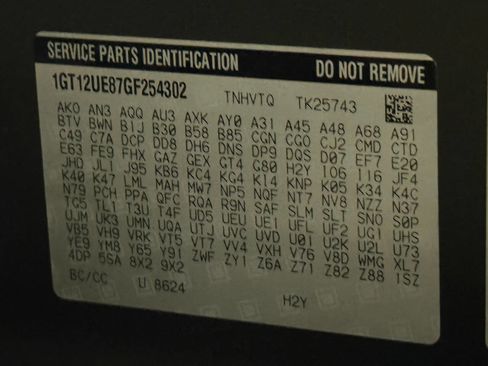 SERVICE PARTS IDENTIFICATION DO NOT REMOVE
1GT12UE87GF254302 TNHVTQ TK25743
AKO AN3 AQQ AU3 AXK AY0 A31 A45 A48 A68 A91
BTV BWN B1J B30 B58 B85 CGN CGO CJ2 CMD CTD
C49 C7A DCP DD8 DH6 DNS DP9 DQS D07 EF7 E20
E63 FE9 FHX GAZ GEX GT4 G80 H2Y IO6 I16 JF4
JHD JL1 J95 KB6 KC4 KG4 K14 KNP K05 K34 K4C
K40 K47 LML MAH MW7 NP5 NQF NT7 NV8 NZZ N37
N79 PCH PPA QFC RQA R9N SAF SLM SLT SNO S0P
TG5 TL1 T3U T4F UD5 UEU UE1 UFL UF2 UG1 UHS
UJM UK3 UMN UQA UTJ UVC UVD U01 U2K U2L U73
VB5 VH9 VRK VT5 VT7 VV4 VXH V76 V8D WMG XL7
YE9 YM8 Y65 Y91 ZWF ZY1 Z6A Z71 Z82 Z88 1SZ
4DP 5SA 8X2 9X2
BC/CC U 8624 H2Y